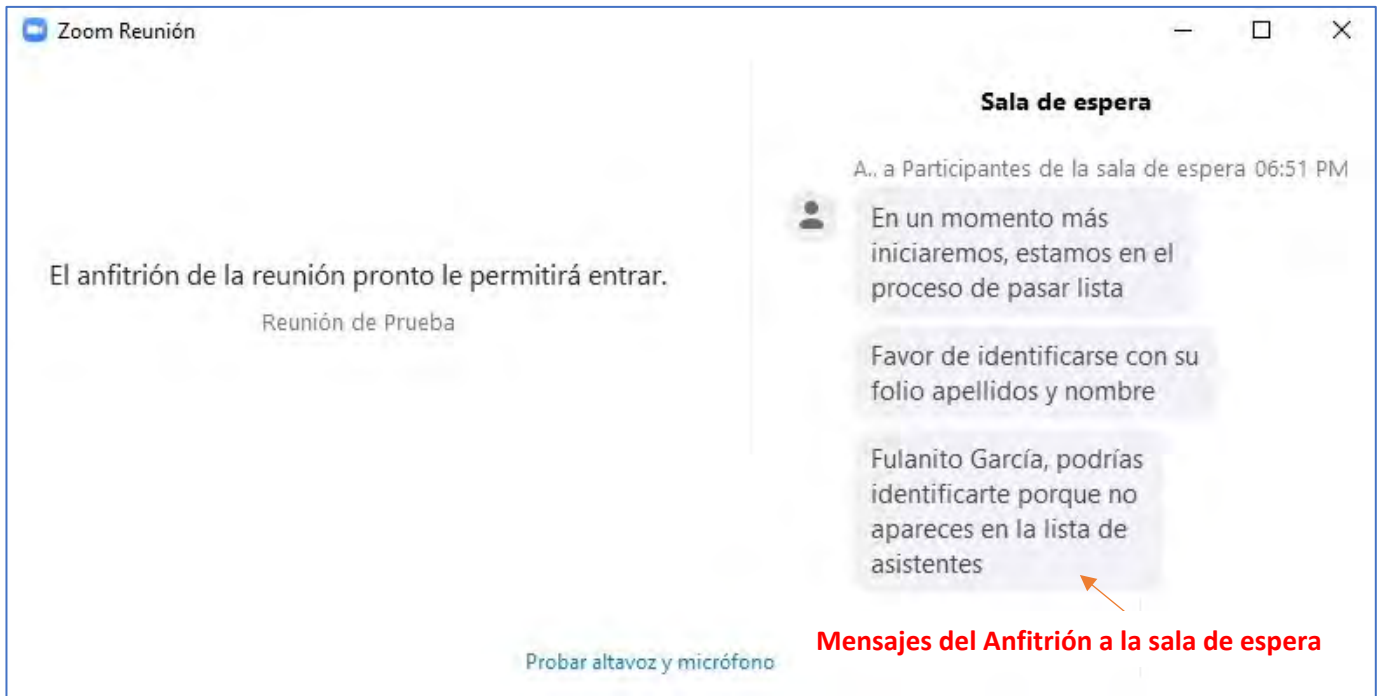 Zoom Reunión
El anfitrión de la reunión pronto le permitirá entrar.
Reunión de Prueba
Probar altavoz y micrófono
Sala de espera
A.. a Participantes de la sala de espera 06:51 PM
En un momento más
iniciaremos, estamos en el
proceso de pasar lista
Favor de identificarse con su
folio apellidos y nombre
Fulanito García, podrías
identificarte porque no
apareces en la lista de
asistentes
Mensajes del Anfitrión a la sala de espera